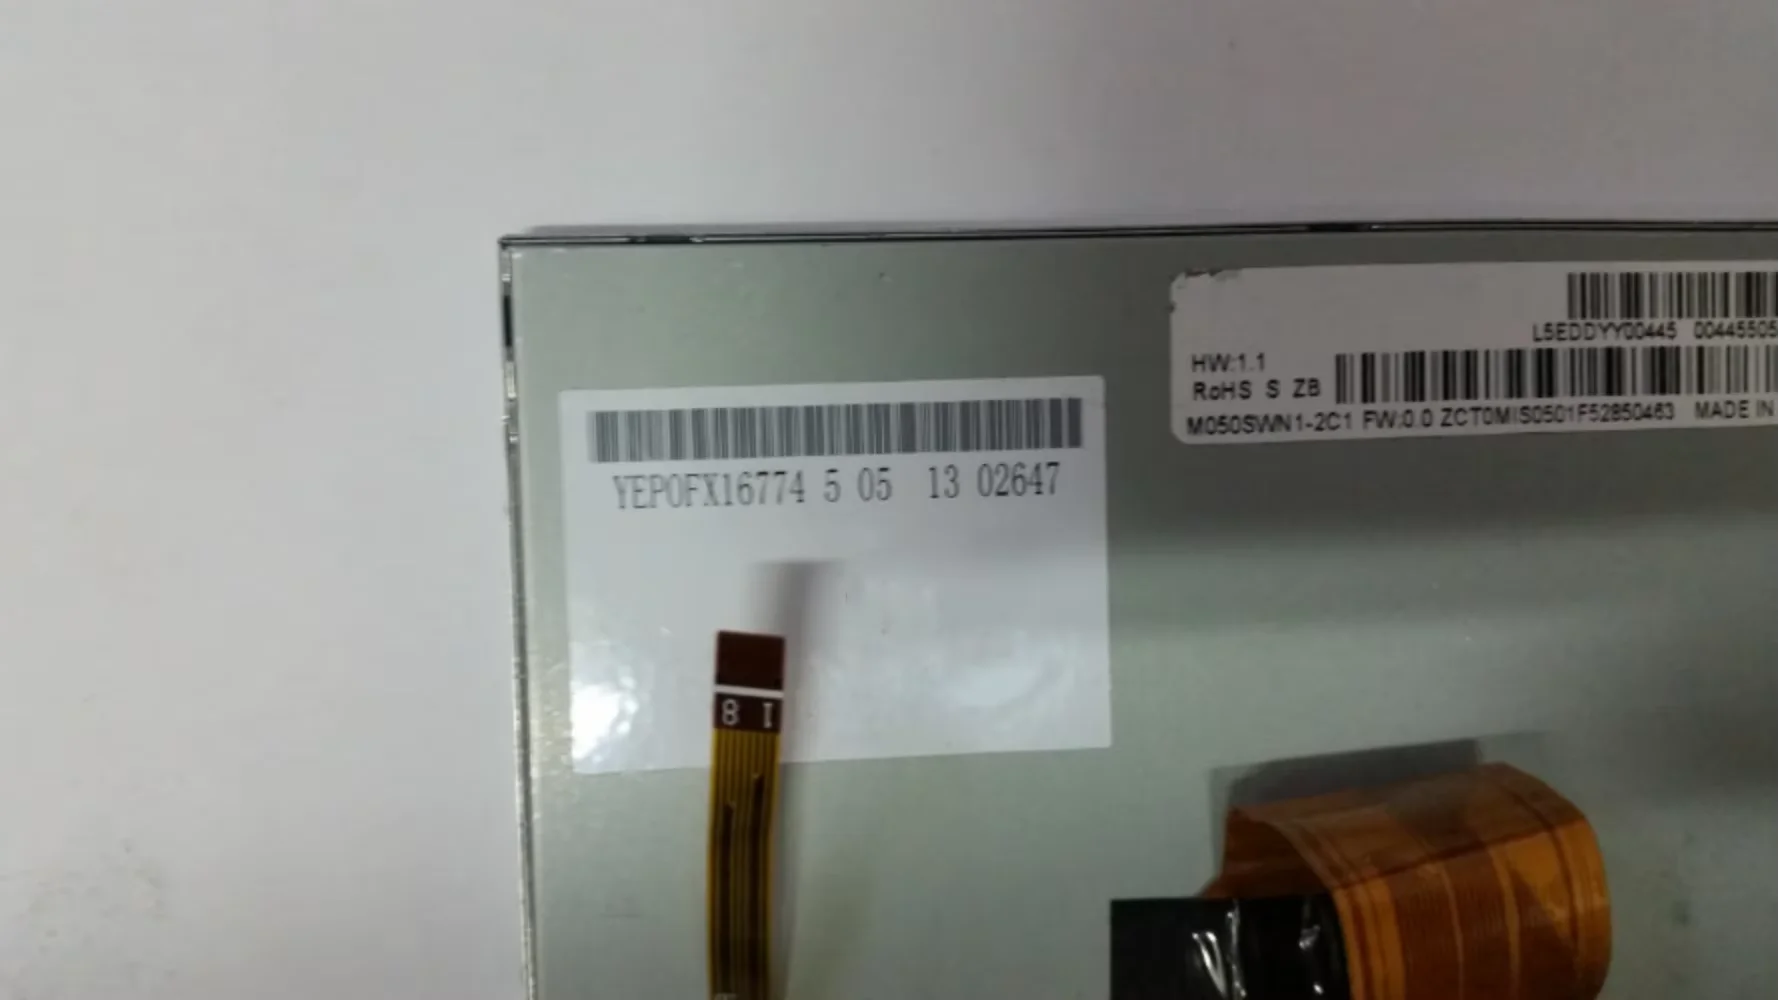 L5EDDYY00445 00445505
HW:1.1
RoHS S ZB
M050SWN1-2C1 FW:0.0 ZCT0MIS0501F52850463 MADE IN
YEP0FX16774 5 05 13 02647
8 1